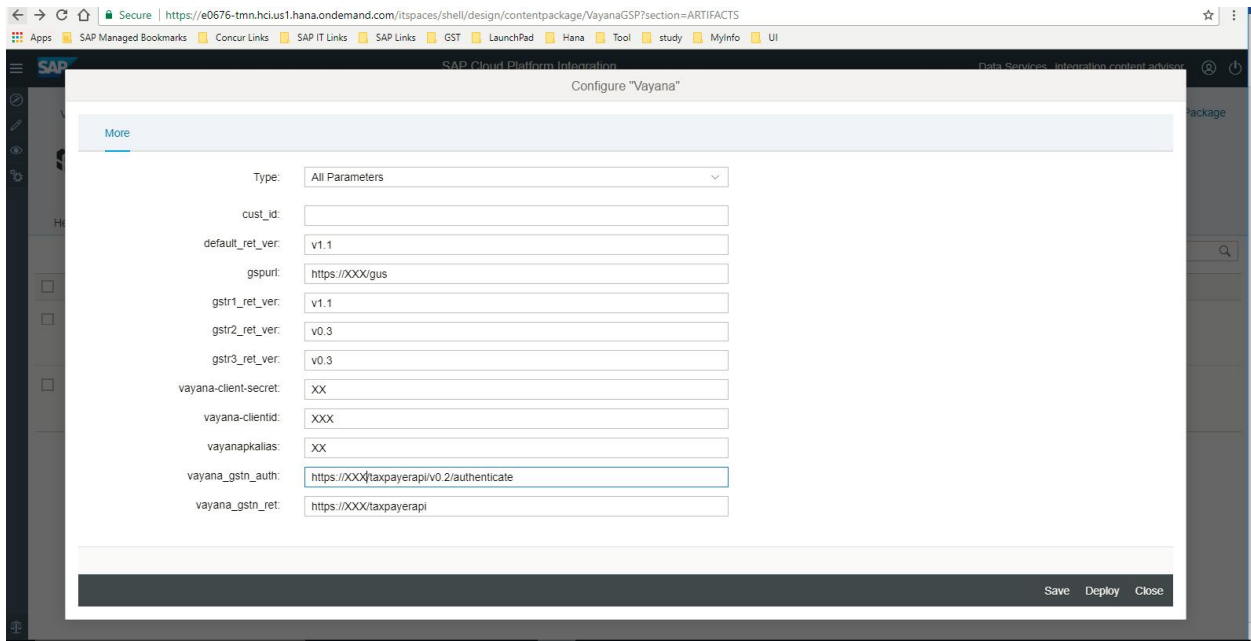 Secure | https://e0676-tmn.hci.us1.hana.ondemand.com/itspaces/shell/design/contentpackage/VayanaGSP?section=ARTIFACTS
Apps SAP Managed Bookmarks Concur Links SAP IT Links SAP Links GST LaunchPad Hana Tool study MyInfo UI
SAP SAP Cloud Platform Integration Data Services, integration content advisor
Configure "Vayana"
Package
More
Type: All Parameters
cust_id:
He
default_ret_ver: v1.1
gspurl: https://XXX/gus
gstr1_ret_ver: v1.1
gstr2_ret_ver: v0.3
gstr3_ret_ver: v0.3
vayana-client-secret: XX
vayana-clientid: XXX
vayanapkalias: XX
vayana_gstn_auth: https://XXX/taxpayerapi/v0.2/authenticate
vayana_gstn_ret: https://XXX/taxpayerapi
Save Deploy Close